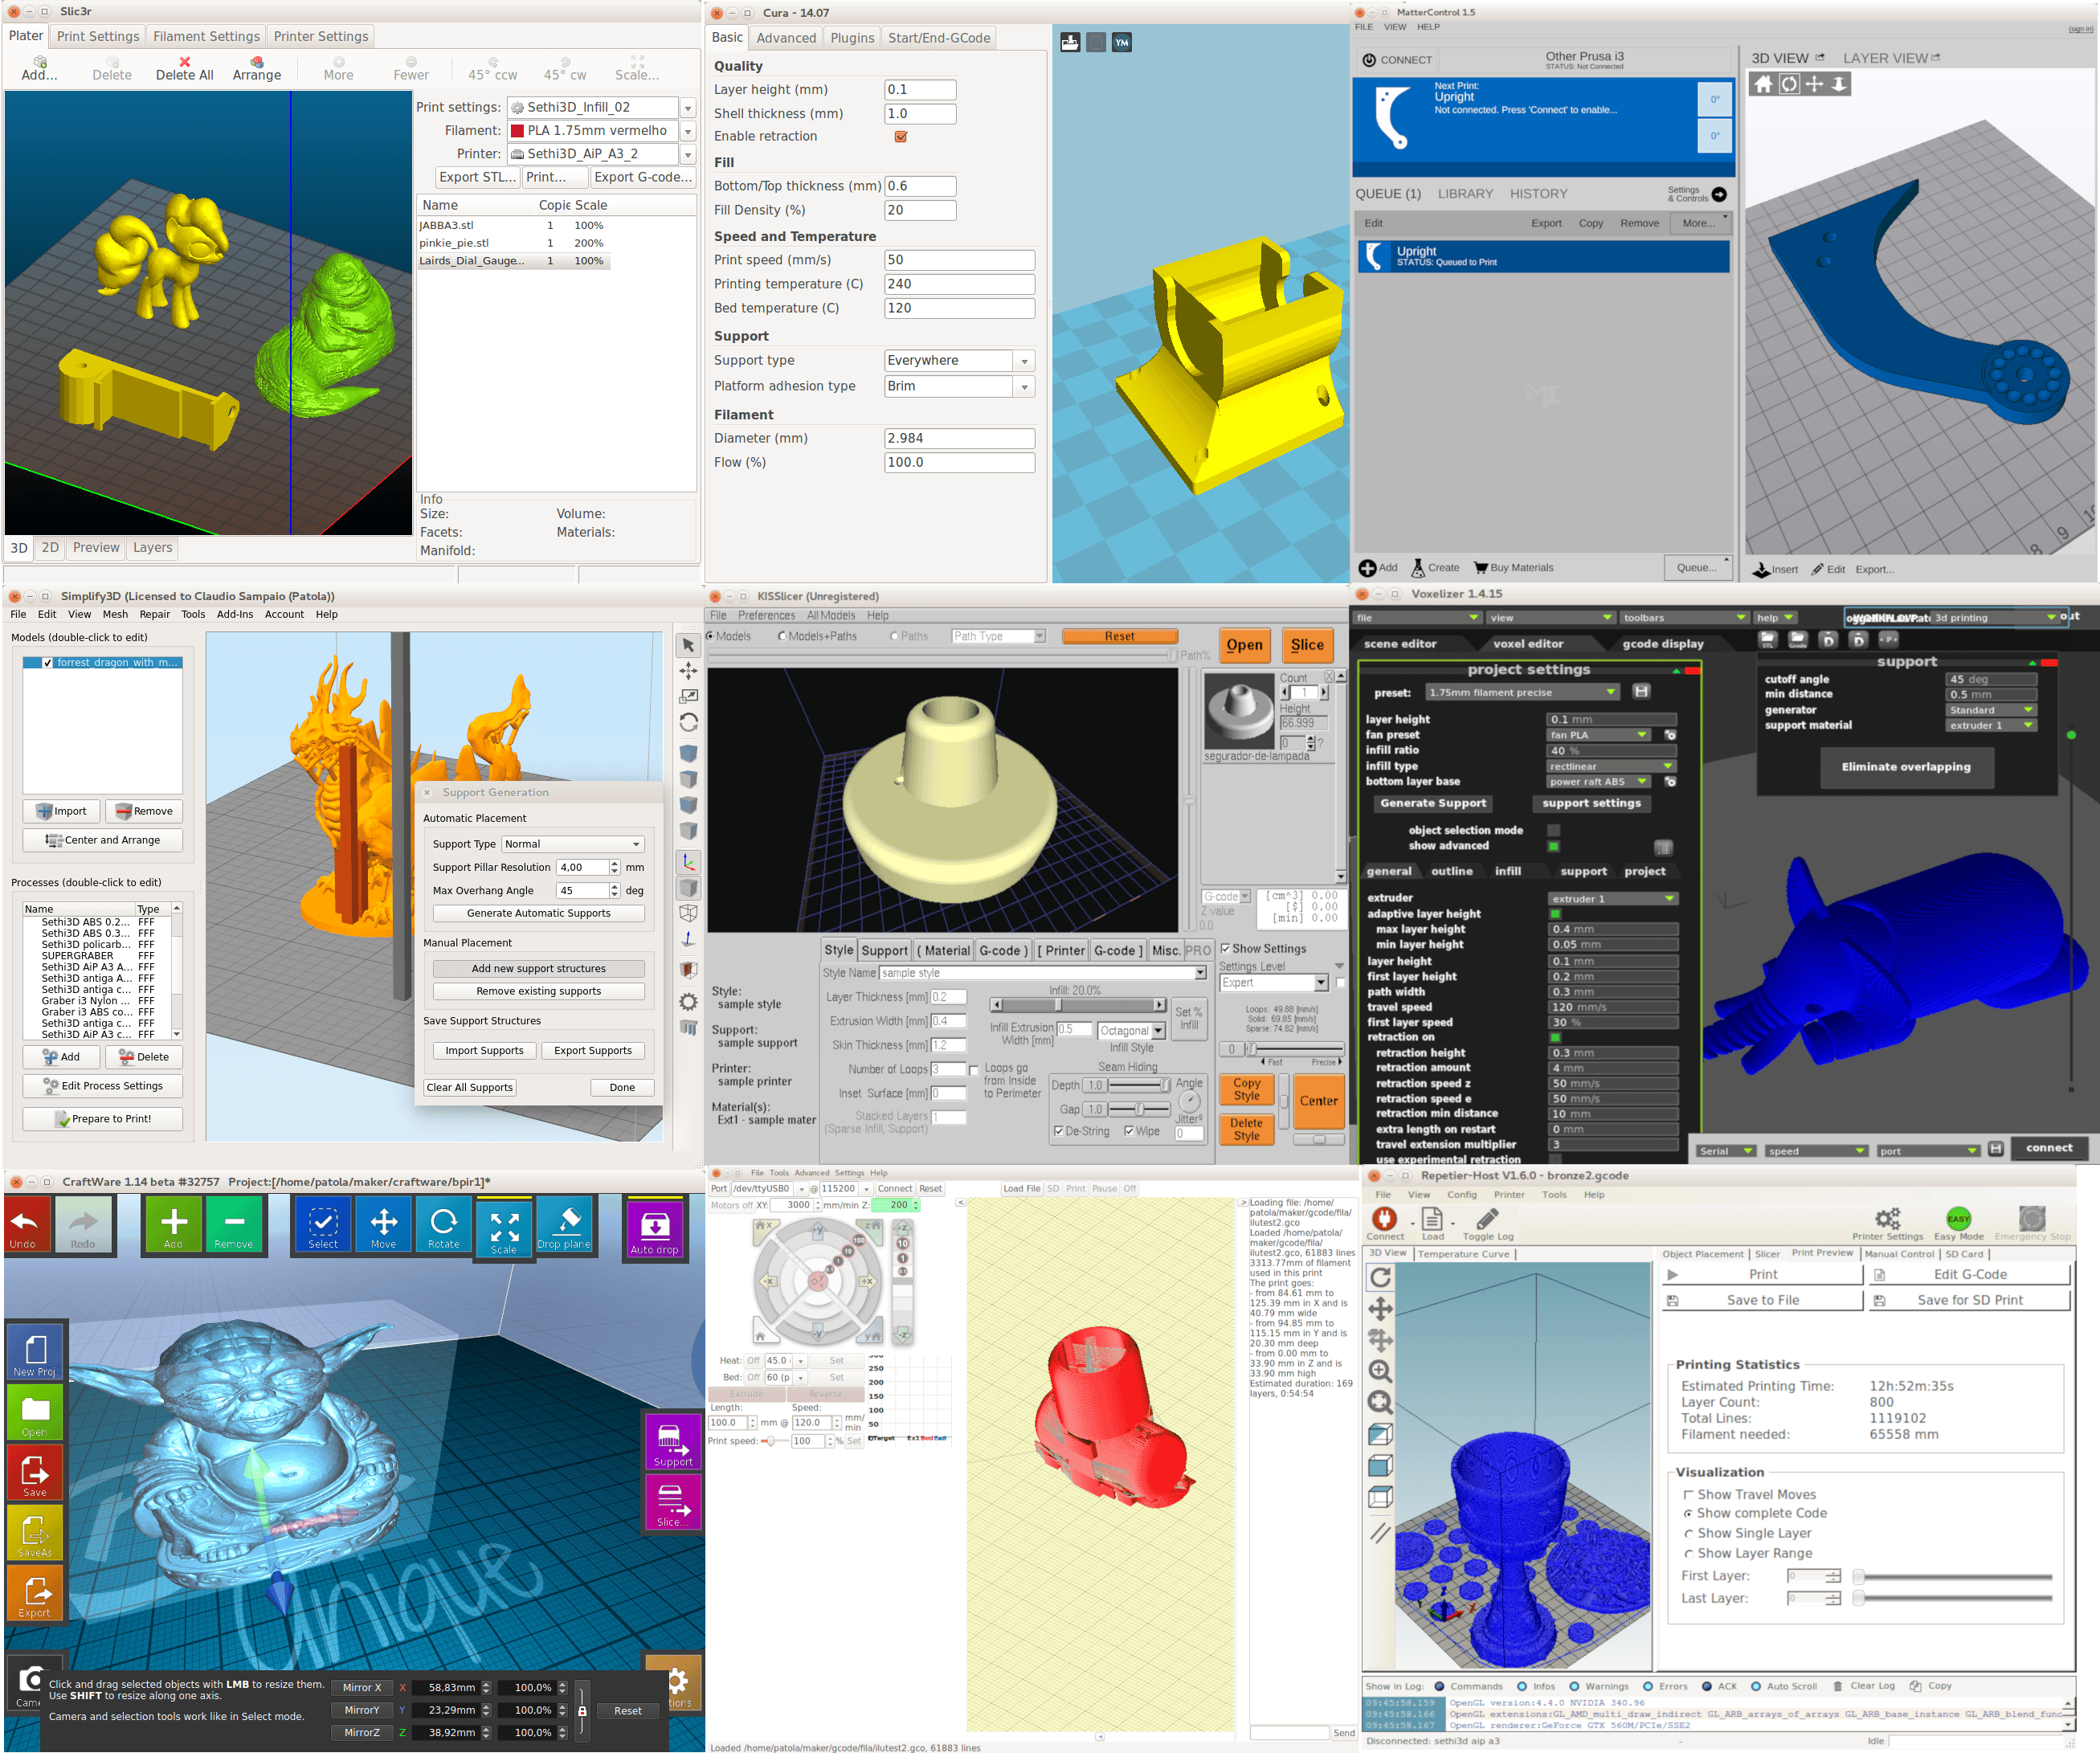 Slic3r
Plater Print Settings Filament Settings Printer Settings
Add... Delete Delete All Arrange More Fewer 45° ccw 45° cw Scale...
Print settings: Sethi3D_Infill_02
Filament: PLA 1.75mm vermelho
Printer: Sethi3D_AiP_A3_2
Export STL... Print... Export G-code...
Name Copie Scale
JABBA3.stl 1 100%
pinkie_pie.stl 1 200%
Lairds_Dial_Gauge... 1 100%
Info
Size: Volume:
Facets: Materials:
Manifold:
3D 2D Preview Layers
Cura - 14.07
Basic Advanced Plugins Start/End-GCode
YM
Quality
Layer height (mm) 0.1
Shell thickness (mm) 1.0
Enable retraction
Fill
Bottom/Top thickness (mm) 0.6
Fill Density (%) 20
Speed and Temperature
Print speed (mm/s) 50
Printing temperature (C) 240
Bed temperature (C) 120
Support
Support type Everywhere
Platform adhesion type Brim
Filament
Diameter (mm) 2.984
Flow (%) 100.0
MatterControl 1.5
FILE VIEW HELP
(sign in)
CONNECT Other Prusa i3
STATUS: Not Connected
3D VIEW LAYER VIEW
Next Print:
Upright
Not connected. Press 'Connect' to enable...
0°
0°
QUEUE (1) LIBRARY HISTORY Settings
& Controls
Edit Export Copy Remove More...
Upright
STATUS: Queued to Print
MC
8 9
Add Create Buy Materials Queue...
Insert Edit Export...
Simplify3D (Licensed to Claudio Sampaio (Patola))
File Edit View Mesh Repair Tools Add-Ins Account Help
Models (double-click to edit)
forrest_dragon_with_m...
Import Remove
Center and Arrange
Processes (double-click to edit)
Name Type
Sethi3D ABS 0.2... FFF
Sethi3D ABS 0.3... FFF
Sethi3D policarb... FFF
SUPERGRABER FFF
Sethi3D AiP A3 A... FFF
Sethi3D antiga A... FFF
Sethi3D antiga c... FFF
Graber i3 Nylon ... FFF
Graber i3 ABS co... FFF
Sethi3D antiga c... FFF
Sethi3D AiP A3 c... FFF
Add Delete
Edit Process Settings
Prepare to Print!
Support Generation
Automatic Placement
Support Type Normal
Support Pillar Resolution 4,00 mm
Max Overhang Angle 45 deg
Generate Automatic Supports
Manual Placement
Add new support structures
Remove existing supports
Save Support Structures
Import Supports Export Supports
Clear All Supports Done
KISSlicer (Unregistered)
File Preferences All Models Help
Models Models+Paths Paths Path Type Reset
Path%
Open Slice
Count
1
Height
66.999
0 ?
segurador-de-lampada
G-code
Z value
0.0
[cm^3] 0.00
[$] 0.00
[min] 0.00
Style Support ( Material G-code ) [ Printer G-code ] Misc. PRO
Show Settings
Style Name sample style
Settings Level
Expert
Style:
sample style
Support:
sample support
Printer:
sample printer
Material(s):
Ext1 - sample mater
Layer Thickness [mm] 0.2
Extrusion Width [mm] 0.4
Skin Thickness [mm] 1.2
Number of Loops 3
Inset Surface [mm] 0
Stacked Layers 1
(Sparse Infill, Support)
Loops go
from Inside
to Perimeter
Infill: 20.0%
Infill Extrusion 0.5
Width [mm]
Octagonal
Infill Style
Set %
Infill
Seam Hiding
Depth 1.0 Angle
Gap 1.0 Jitter°
De-String Wipe 0
Loops: 49.88 [mm/s]
Solid: 69.85 [mm/s]
Sparse: 74.82 [mm/s]
0
Fast Precise
Copy
Style
Center
Delete
Style
Voxelizer 1.4.15
file view toolbars help 3d printing
scene editor voxel editor gcode display
project settings
preset: 1.75mm filament precise
layer height 0.1 mm
fan preset fan PLA
infill ratio 40 %
infill type rectlinear
bottom layer base power raft ABS
Generate Support support settings
object selection mode
show advanced
general outline infill support project
extruder extruder 1
adaptive layer height
max layer height 0.4 mm
min layer height 0.05 mm
layer height 0.1 mm
first layer height 0.2 mm
path width 0.3 mm
travel speed 120 mm/s
first layer speed 30 %
retraction on
retraction height 0.3 mm
retraction amount 4 mm
retraction speed z 50 mm/s
retraction speed e 50 mm/s
retraction min distance 10 mm
extra length on restart 0 mm
travel extension multiplier 3
use experimental retraction
support
cutoff angle 45 deg
min distance 0.5 mm
generator Standard
support material extruder 1
Eliminate overlapping
Serial speed port connect
CraftWare 1.14 beta #32757 Project:[/home/patola/maker/craftware/bpir1]*
Undo Redo Add Remove Select Move Rotate Scale Drop plane Auto drop
New Proj
Open
Save
SaveAs
Export
Support
Slice...
unique
Click and drag selected objects with LMB to resize them.
Use SHIFT to resize along one axis.
Camera and selection tools work like in Select mode.
Mirror X X 58,83mm 100,0%
MirrorY Y 23,29mm 100,0%
MirrorZ Z 38,92mm 100,0%
Reset
File Tools Advanced Settings Help
Port /dev/ttyUSB0 @ 115200 Connect Reset
Load File SD Print Pause Off
Motors off XY: 3000 mm/min Z: 200
Heat: Off 45.0 Set
Bed: Off 60 (p Set
Extrude Reverse
Length: Speed:
100.0 mm @ 120.0 mm/
min
Print speed: 100 % Set
250
200
150
100
50
Loading file: /home/
patola/maker/gcode/fila/
ilutest2.gco
Loaded /home/patola/
maker/gcode/fila/
ilutest2.gco, 61883 lines
3313.77mm of filament
used in this print
The print goes:
- from 84.61 mm to
125.39 mm in X and is
40.79 mm wide
- from 94.85 mm to
115.15 mm in Y and is
20.30 mm deep
- from 0.00 mm to
33.90 mm in Z and is
33.90 mm high
Estimated duration: 169
layers, 0:54:54
Send
Loaded /home/patola/maker/gcode/fila/ilutest2.gco, 61883 lines
Repetier-Host V1.6.0 - bronze2.gcode
File View Config Printer Tools Help
Connect Load Toggle Log Printer Settings Easy Mode Emergency Stop
EASY
3D View Temperature Curve
Object Placement Slicer Print Preview Manual Control SD Card
Print Edit G-Code
Save to File Save for SD Print
Printing Statistics
Estimated Printing Time: 12h:52m:35s
Layer Count: 800
Total Lines: 1119102
Filament needed: 65558 mm
Visualization
Show Travel Moves
Show complete Code
Show Single Layer
Show Layer Range
First Layer: 0
Last Layer: 0
Show in Log: Commands Infos Warnings Errors ACK Auto Scroll Clear Log Copy
09:45:58.159 OpenGL version:4.4.0 NVIDIA 340.96
09:45:58.166 OpenGL extensions:GL_AMD_multi_draw_indirect GL_ARB_arrays_of_arrays GL_ARB_base_instance GL_ARB_blend_func
09:45:58.167 OpenGL renderer:GeForce GTX 560M/PCIe/SSE2
Disconnected: sethi3d aip a3 - Idle